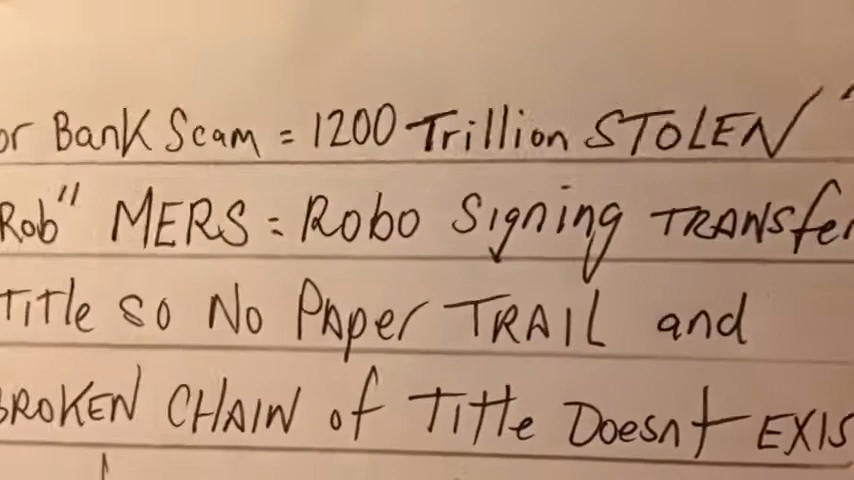 or Bank Scam = 1200 Trillion STOLEN "
Rob" MERS = Robo Signing TRANSfer
Title so No PApeR TRAIL and
BROKEN CHAIN of Title Doesnt EXIS